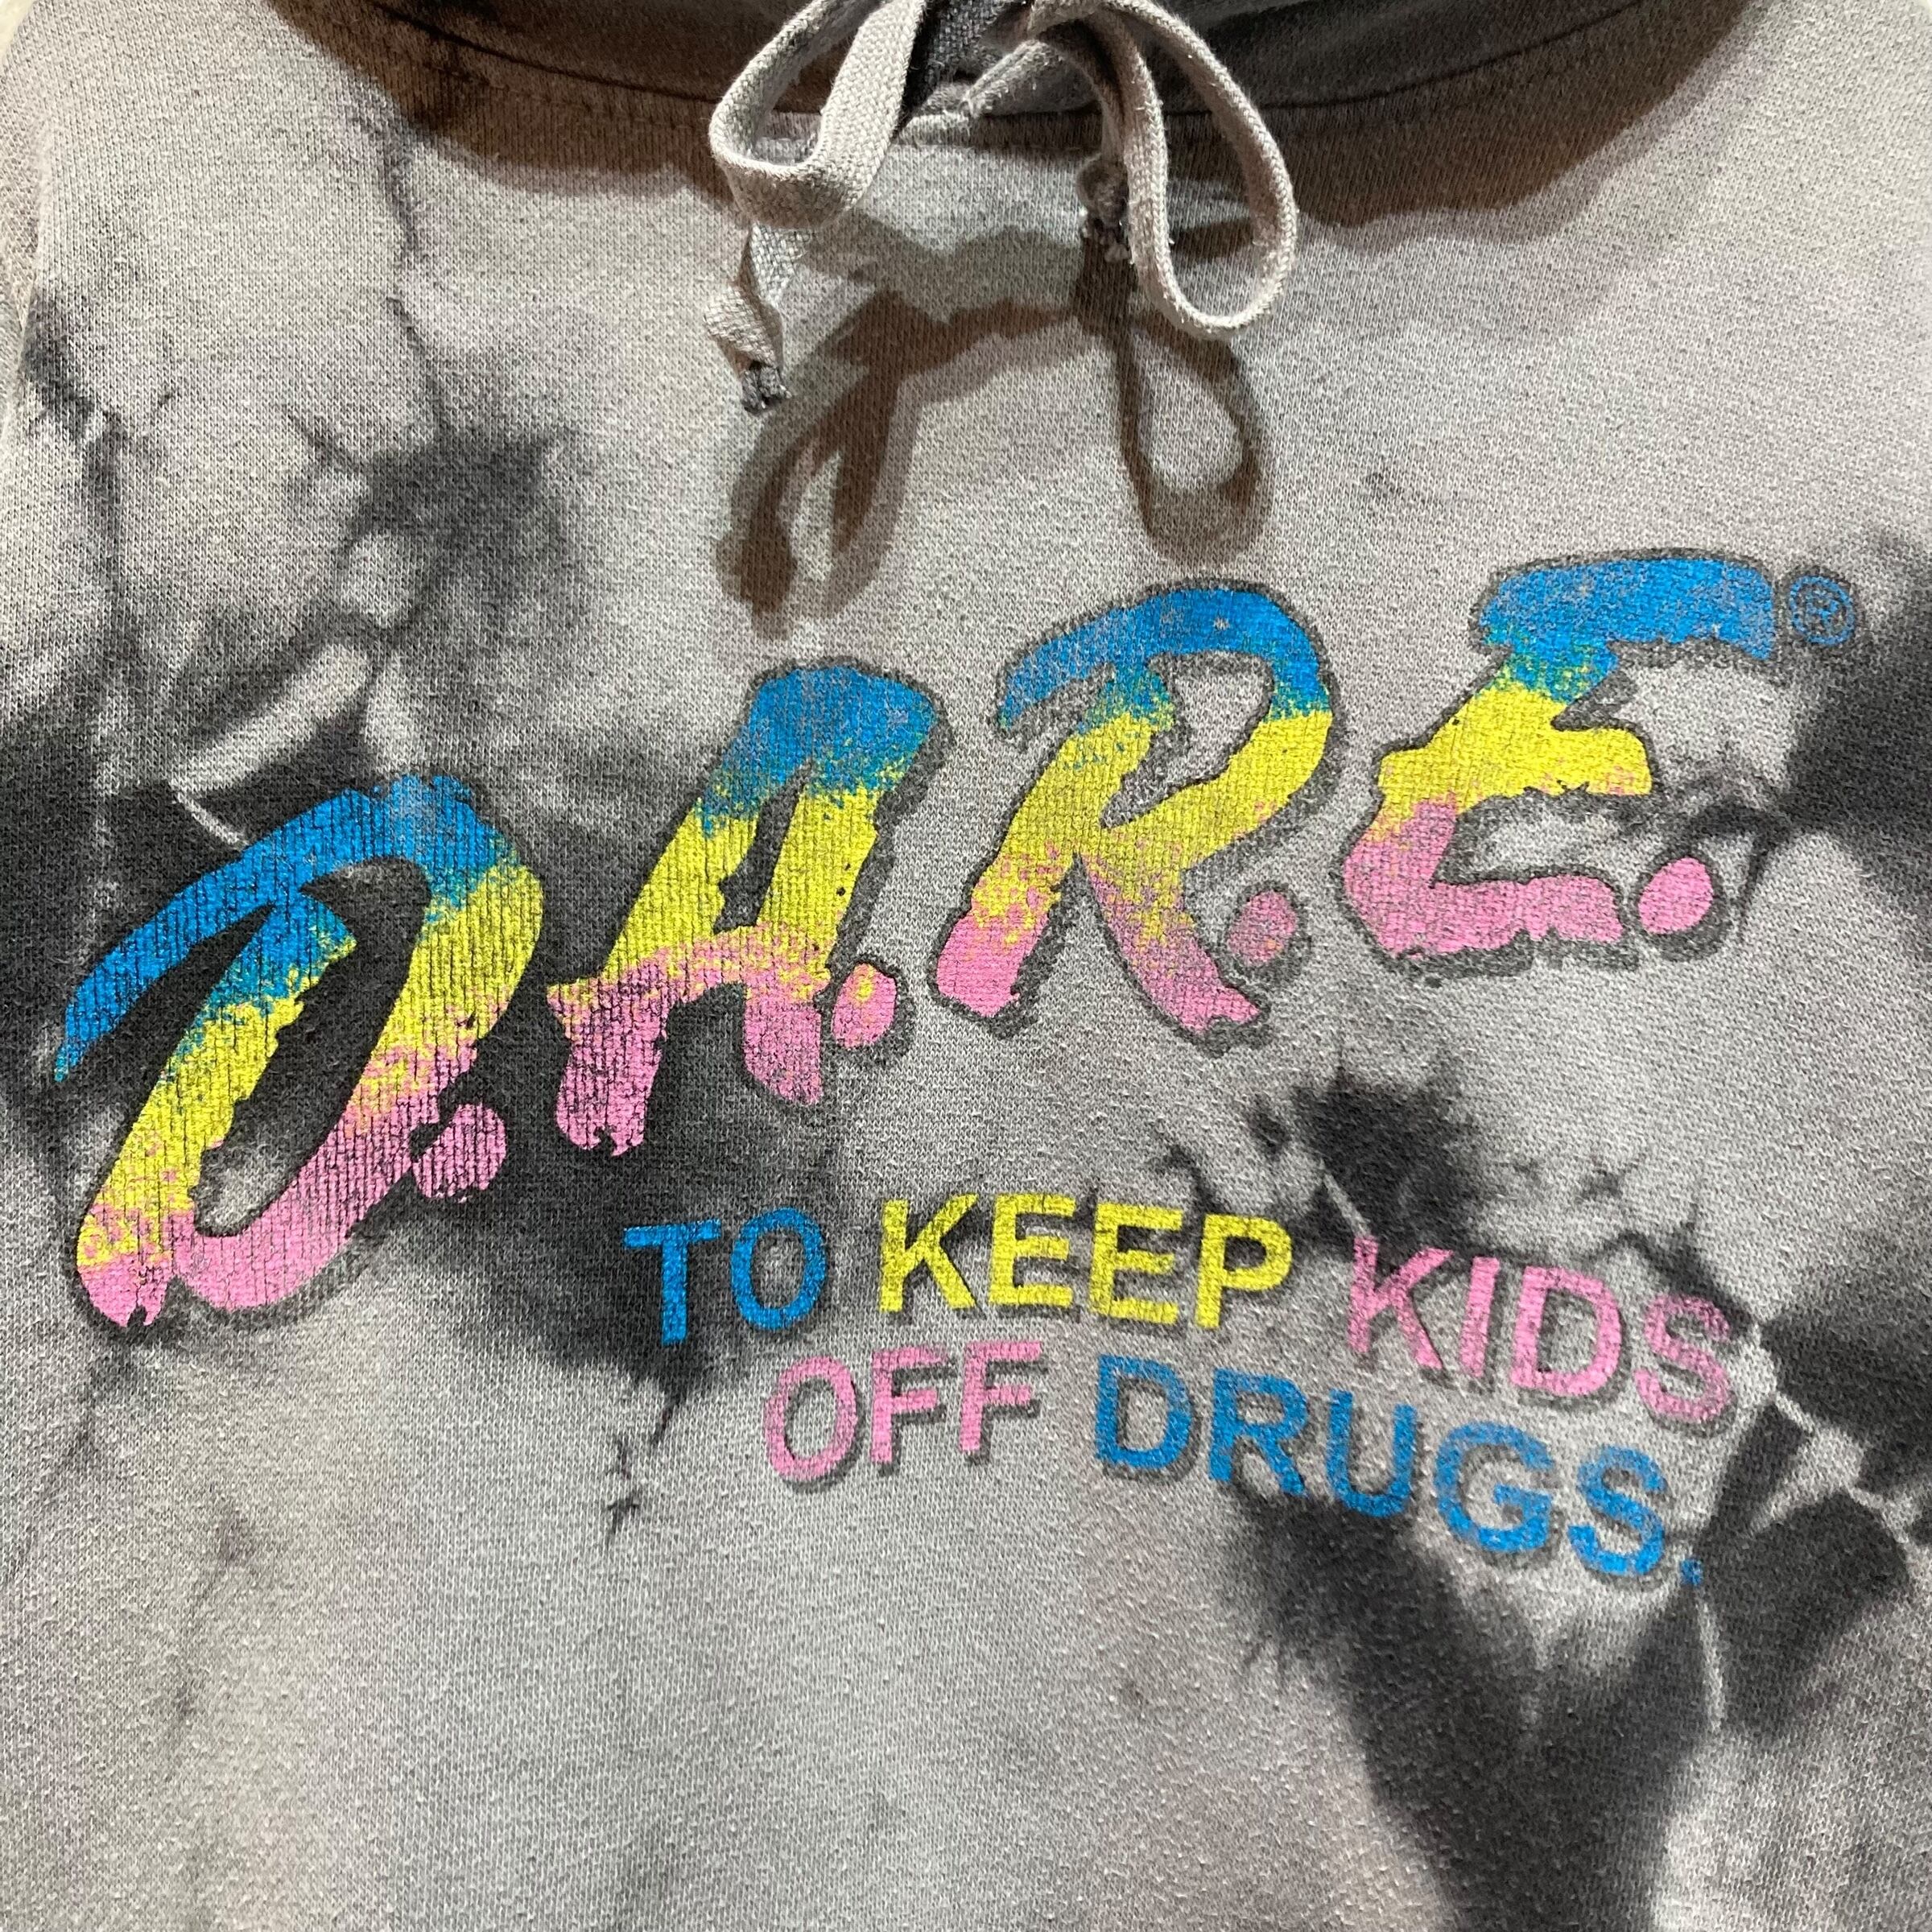 D.A.R.E.®
TO KEEP KIDS
OFF DRUGS.